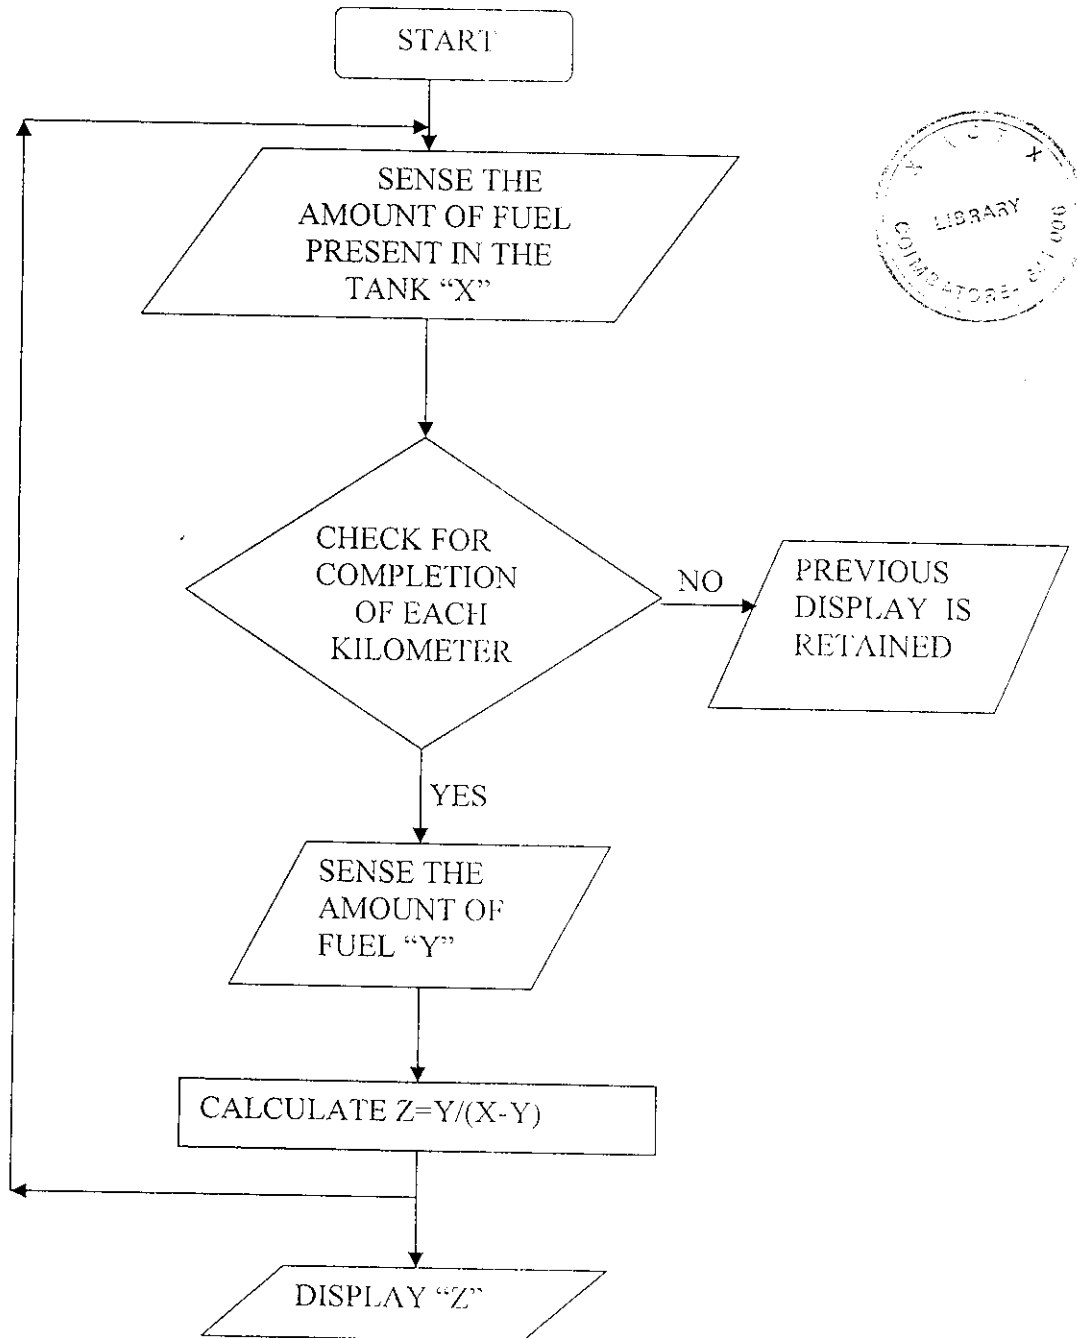 START
SENSE THE
AMOUNT OF FUEL
PRESENT IN THE
TANK “X”
LIBRARY
COIMBATORE-
CHECK FOR
COMPLETION
OF EACH
KILOMETER
NO
PREVIOUS
DISPLAY IS
RETAINED
YES
SENSE THE
AMOUNT OF
FUEL “Y”
CALCULATE Z=Y/(X-Y)
DISPLAY “Z”